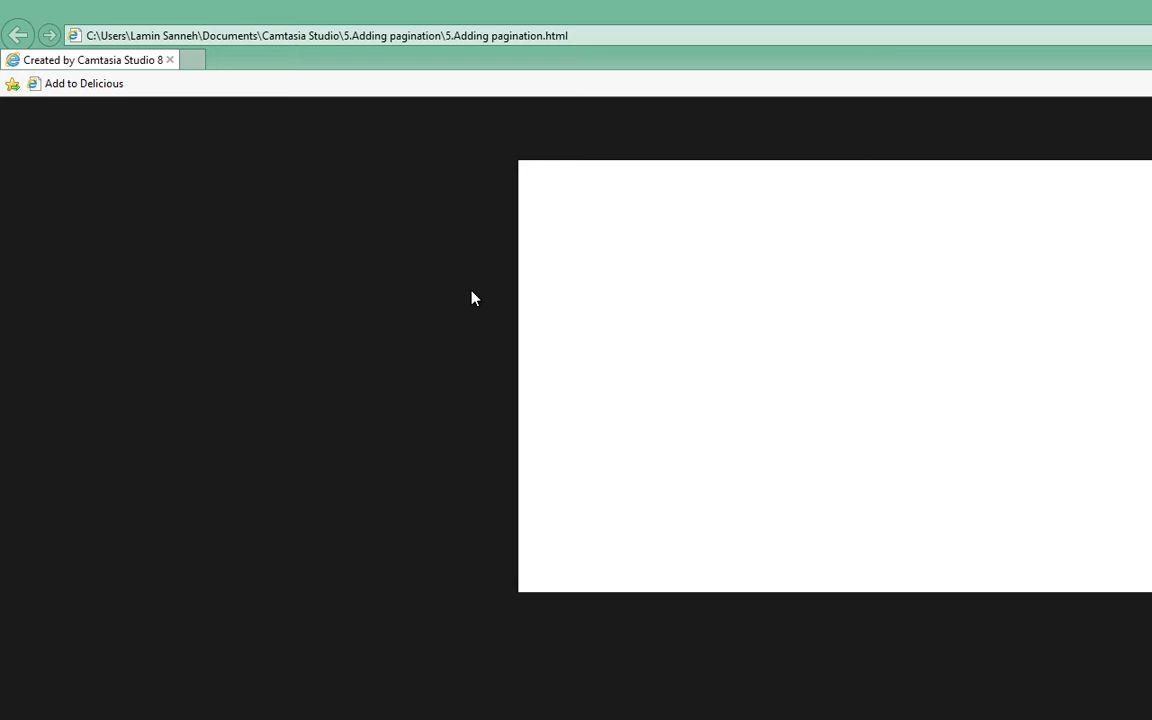 C:\Users\Lamin Sanneh\Documents\Camtasia Studio\5.Adding pagination\5.Adding pagination.html
Created by Camtasia Studio 8
Add to Delicious